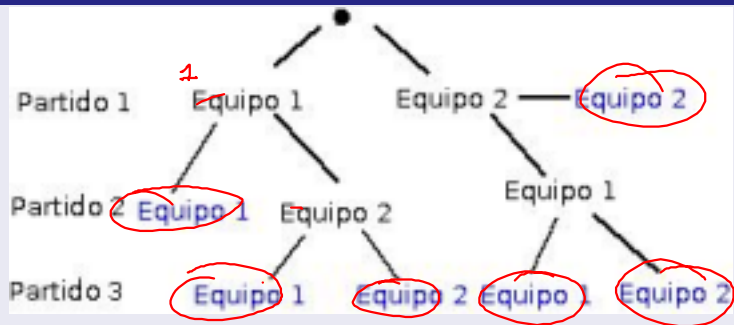 1
Partido 1 Equipo 1 Equipo 2 Equipo 2
Equipo 1
Partido 2 Equipo 1 Equipo 2
Partido 3 Equipo 1 Equipo 2 Equipo 1 Equipo 2